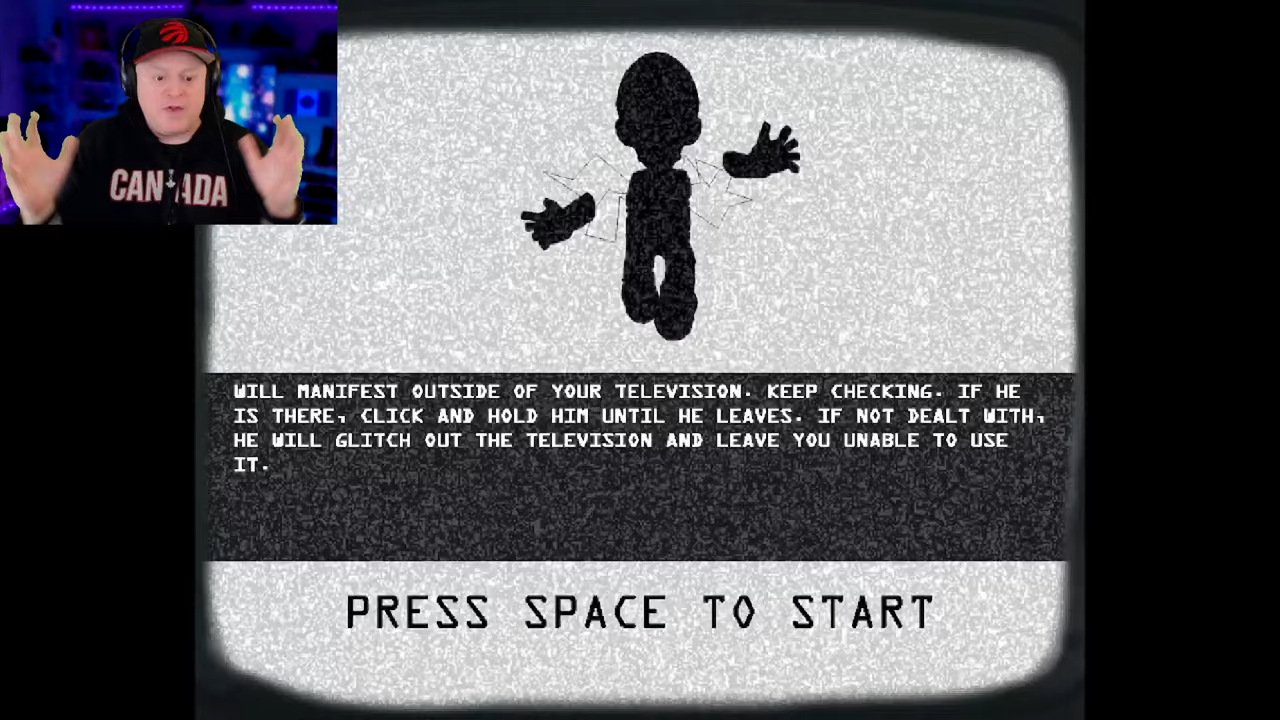 CANADA
WILL MANIFEST OUTSIDE OF YOUR TELEVISION. KEEP CHECKING. IF HE
IS THERE, CLICK AND HOLD HIM UNTIL HE LEAVES. IF NOT DEALT WITH,
HE WILL GLITCH OUT THE TELEVISION AND LEAVE YOU UNABLE TO USE
IT.
PRESS SPACE TO START